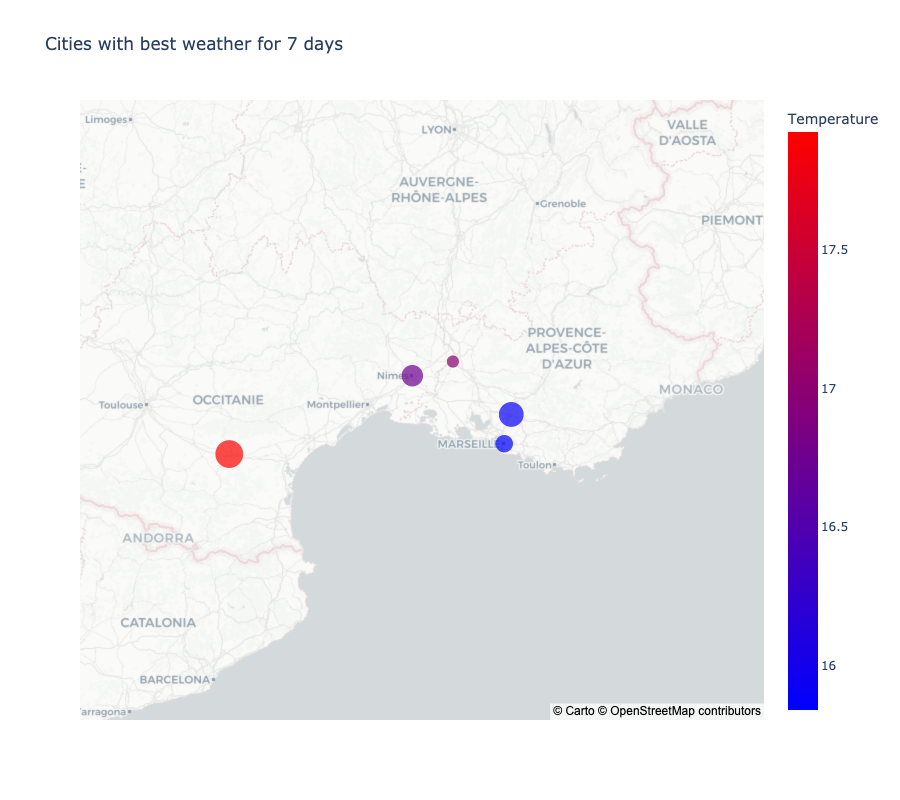 Cities with best weather for 7 days
Temperature
Limoges
LYON
VALLE
D'AOSTA
AUVERGNE-
RHÔNE-ALPES
Grenoble
PIEMONT
17.5
PROVENCE-
ALPES-CÔTE
D'AZUR
Nimes
17
MONACO
OCCITANIE
Toulouse
Montpellier
MARSEILLE
Toulon
16.5
ANDORRA
CATALONIA
16
BARCELONA
arragona
© Carto © OpenStreetMap contributors